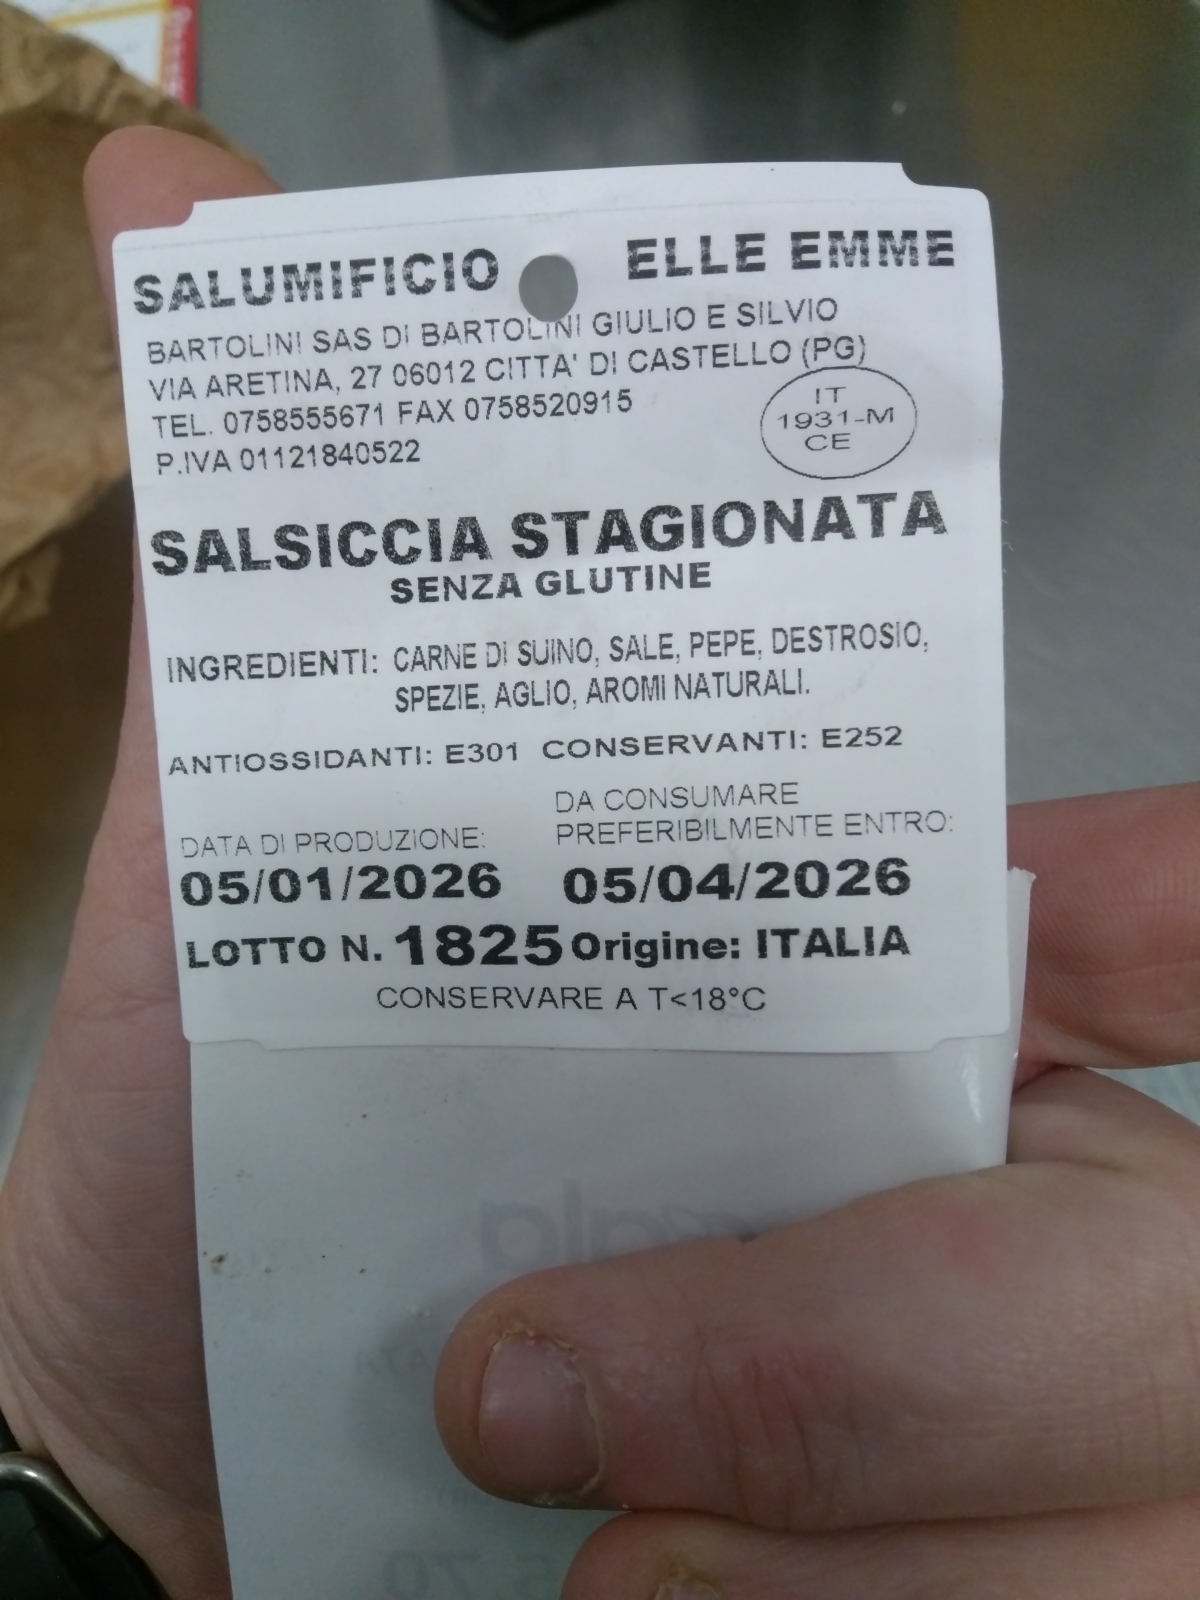 SALUMIFICIO ELLE EMME
BARTOLINI SAS DI BARTOLINI GIULIO E SILVIO
VIA ARETINA, 27 06012 CITTA' DI CASTELLO (PG)
TEL. 0758555671 FAX 0758520915
P.IVA 01121840522
IT
1931-M
CE
SALSICCIA STAGIONATA
SENZA GLUTINE
INGREDIENTI: CARNE DI SUINO, SALE, PEPE, DESTROSIO,
SPEZIE, AGLIO, AROMI NATURALI.
ANTIOSSIDANTI: E301 CONSERVANTI: E252
DATA DI PRODUZIONE:
05/01/2026
DA CONSUMARE
PREFERIBILMENTE ENTRO:
05/04/2026
LOTTO N. 1825 Origine: ITALIA
CONSERVARE A T<18°C